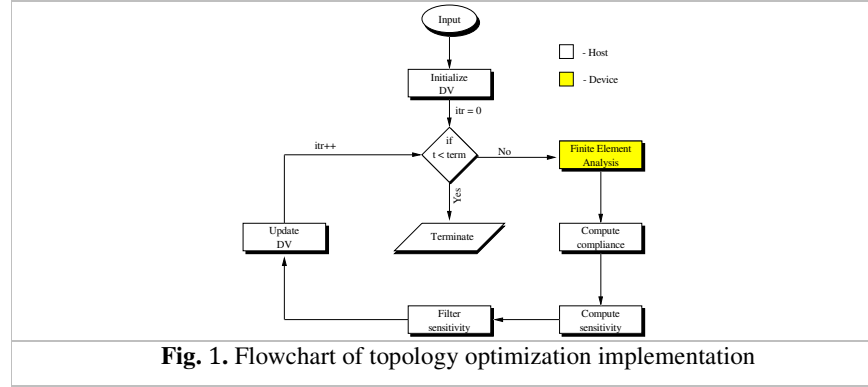 Input
- Host
Initialize
DV
- Device
itr = 0
if
t < term
itr++
No
Finite Element
Analysis
Yes
Update
DV
Terminate
Compute
compliance
Filter
sensitivity
Compute
sensitivity
Fig. 1. Flowchart of topology optimization implementation